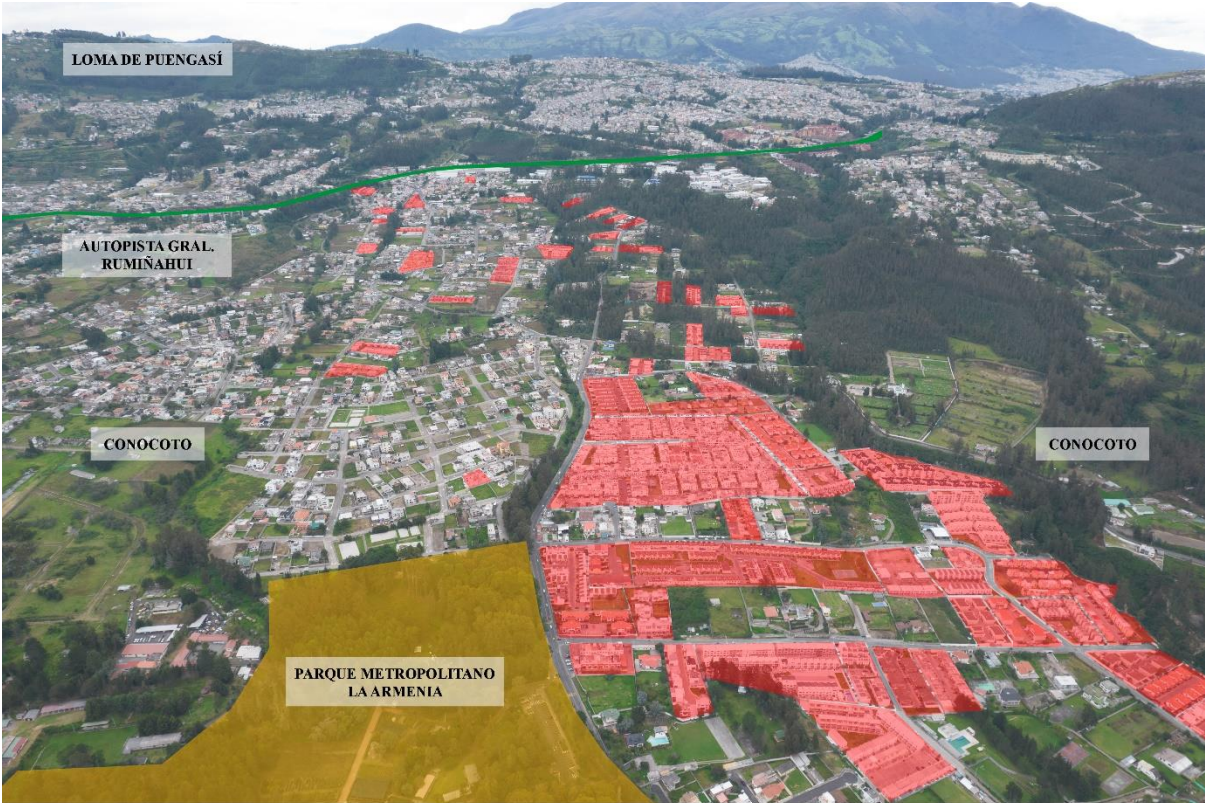 LOMA DE PUENGASÍ
AUTOPISTA GRAL.
RUMIÑAHUI
CONOCOTO
CONOCOTO
PARQUE METROPOLITANO
LA ARMENIA